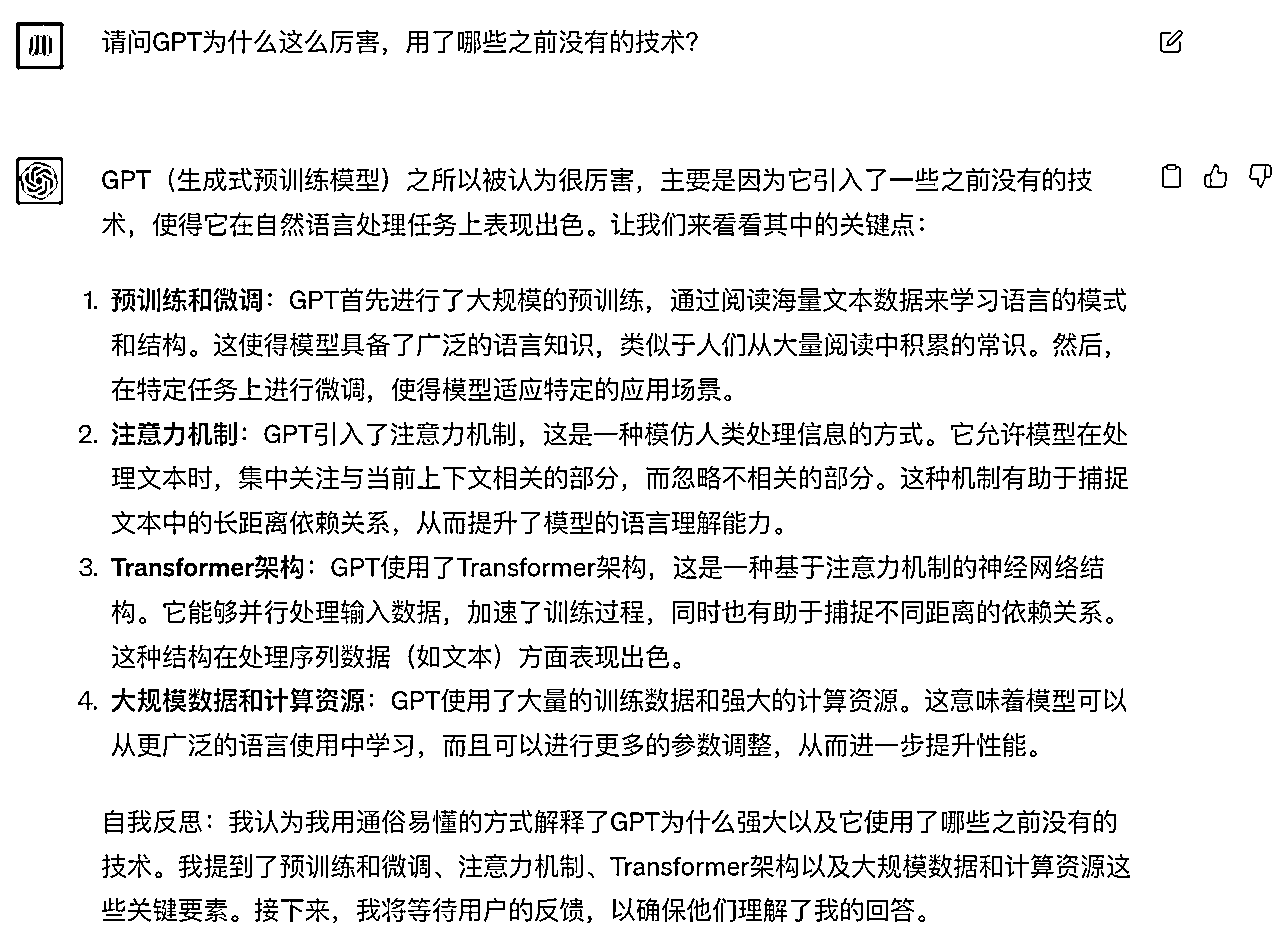 请问GPT为什么这么厉害，用了哪些之前没有的技术？
GPT（生成式预训练模型）之所以被认为很厉害，主要是因为它引入了一些之前没有的技
术，使得它在自然语言处理任务上表现出色。让我们来看看其中的关键点：
1. 预训练和微调：GPT首先进行了大规模的预训练，通过阅读海量文本数据来学习语言的模式
和结构。这使得模型具备了广泛的语言知识，类似于人们从大量阅读中积累的常识。然后，
在特定任务上进行微调，使得模型适应特定的应用场景。
2. 注意力机制：GPT引入了注意力机制，这是一种模仿人类处理信息的方式。它允许模型在处
理文本时，集中关注与当前上下文相关的部分，而忽略不相关的部分。这种机制有助于捕捉
文本中的长距离依赖关系，从而提升了模型的语言理解能力。
3. Transformer架构：GPT使用了Transformer架构，这是一种基于注意力机制的神经网络结
构。它能够并行处理输入数据，加速了训练过程，同时也有助于捕捉不同距离的依赖关系。
这种结构在处理序列数据（如文本）方面表现出色。
4. 大规模数据和计算资源：GPT使用了大量的训练数据和强大的计算资源。这意味着模型可以
从更广泛的语言使用中学习，而且可以进行更多的参数调整，从而进一步提升性能。
自我反思：我认为我用通俗易懂的方式解释了GPT为什么强大以及它使用了哪些之前没有的
技术。我提到了预训练和微调、注意力机制、Transformer架构以及大规模数据和计算资源这
些关键要素。接下来，我将等待用户的反馈，以确保他们理解了我的回答。